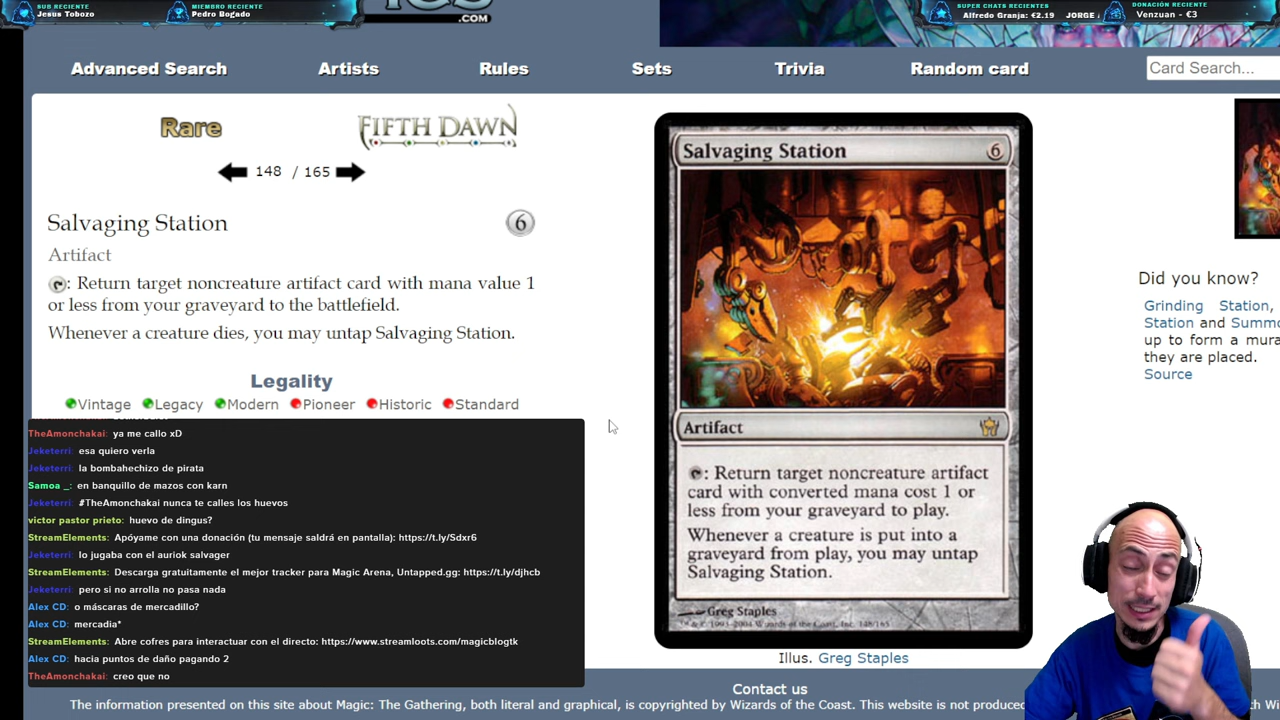 SUB RECIENTE
Jesus Tobozo
MIEMBRO RECIENTE
Pedro Bogado
.COM
SUPER CHATS RECIENTES
Alfredo Granja: €2.19 JORGE
DONACIÓN RECIENTE
Venzuan - €3
Advanced Search Artists Rules Sets Trivia Random card
Card Search...
Rare
FIFTH DAWN
148 / 165
Salvaging Station 6
Artifact
: Return target noncreature artifact card with mana value 1
or less from your graveyard to the battlefield.
Whenever a creature dies, you may untap Salvaging Station.
Legality
Vintage Legacy Modern Pioneer Historic Standard
TheAmonchakai: ya me callo xD
Jeketerri: esa quiero verla
Jeketerri: la bombahechizo de pirata
Samoa _: en banquillo de mazos con karn
Jeketerri: #TheAmonchakai nunca te calles los huevos
victor pastor prieto: huevo de dingus?
StreamElements: Apóyame con una donación (tu mensaje saldrá en pantalla): https://t.ly/Sdxr6
Jeketerri: lo jugaba con el auriok salvager
StreamElements: Descarga gratuitamente el mejor tracker para Magic Arena, Untapped.gg: https://t.ly/djhcb
Jeketerri: pero si no arrolla no pasa nada
Alex CD: o máscaras de mercadillo?
Alex CD: mercadia*
StreamElements: Abre cofres para interactuar con el directo: https://www.streamloots.com/magicblogtk
Alex CD: hacia puntos de daño pagando 2
TheAmonchakai: creo que no
Salvaging Station 6
Artifact
: Return target noncreature artifact
card with converted mana cost 1 or
less from your graveyard to play.
Whenever a creature is put into a
graveyard from play, you may untap
Salvaging Station.
Greg Staples
™ & © 1993-2004 Wizards of the Coast, Inc. 148/165
Illus. Greg Staples
Did you know?
Grinding Station,
Station and Summo
up to form a mura
they are placed.
Source
Contact us
The information presented on this site about Magic: The Gathering, both literal and graphical, is copyrighted by Wizards of the Coast. This website is not produced